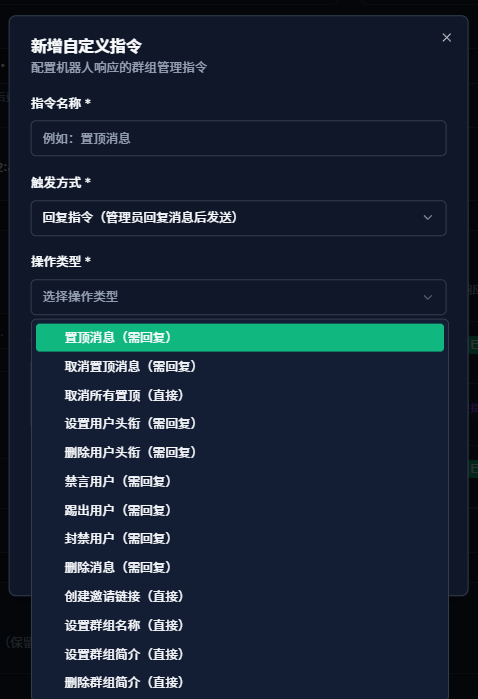 新增自定义指令
配置机器人响应的群组管理指令
指令名称 *
例如：置顶消息
触发方式 *
回复指令（管理员回复消息后发送）
操作类型 *
选择操作类型
置顶消息（需回复）
取消置顶消息（需回复）
取消所有置顶（直接）
设置用户头衔（需回复）
删除用户头衔（需回复）
禁言用户（需回复）
踢出用户（需回复）
封禁用户（需回复）
删除消息（需回复）
创建邀请链接（直接）
设置群组名称（直接）
设置群组简介（直接）
删除群组简介（直接）
（保留